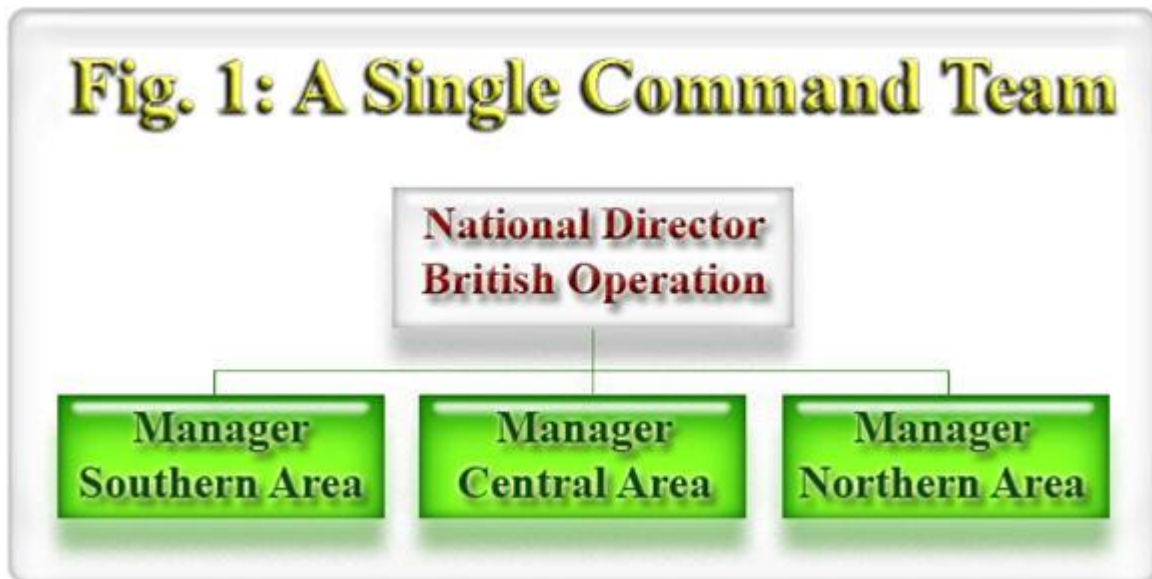 Fig. 1: A Single Command Team
National Director
British Operation
Manager
Southern Area
Manager
Central Area
Manager
Northern Area